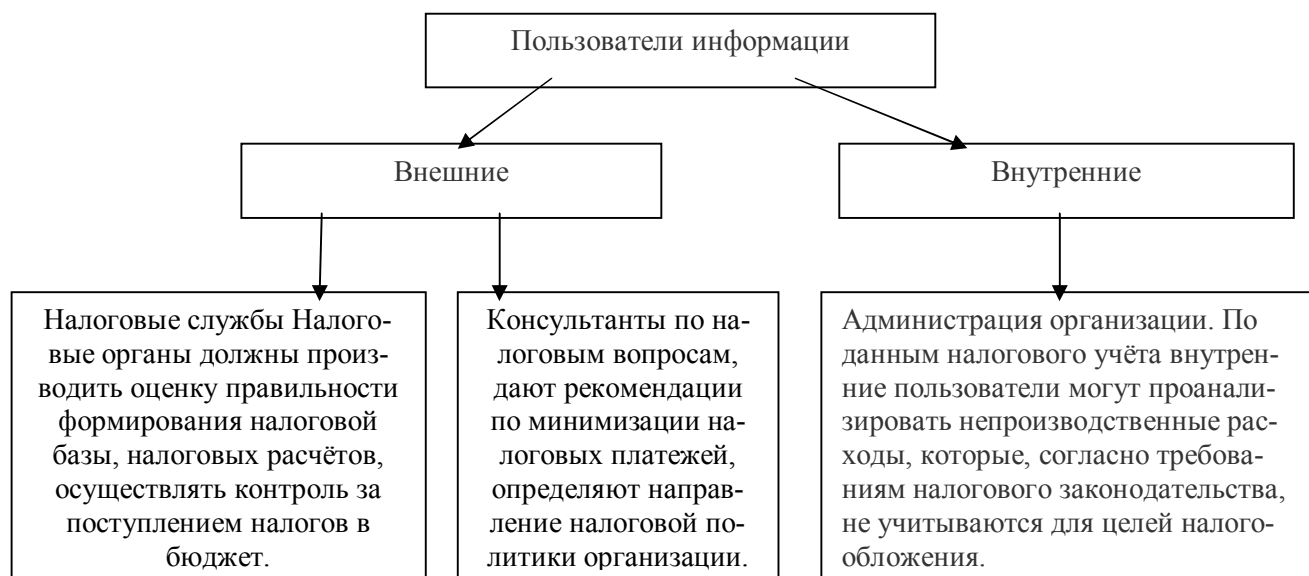 Пользователи информации
Внешние
Внутренние
Налоговые службы Налого-
вые органы должны произ-
водить оценку правильности
формирования налоговой
базы, налоговых расчётов,
осуществлять контроль за
поступлением налогов в
бюджет.
Консультанты по на-
логовым вопросам,
дают рекомендации
по минимизации на-
логовых платежей,
определяют направ-
ление налоговой по-
литики организации.
Администрация организации. По
данным налогового учёта внутрен-
ние пользователи могут проанали-
зировать непроизводственные рас-
ходы, которые, согласно требова-
ниям налогового законодательства,
не учитываются для целей налого-
обложения.